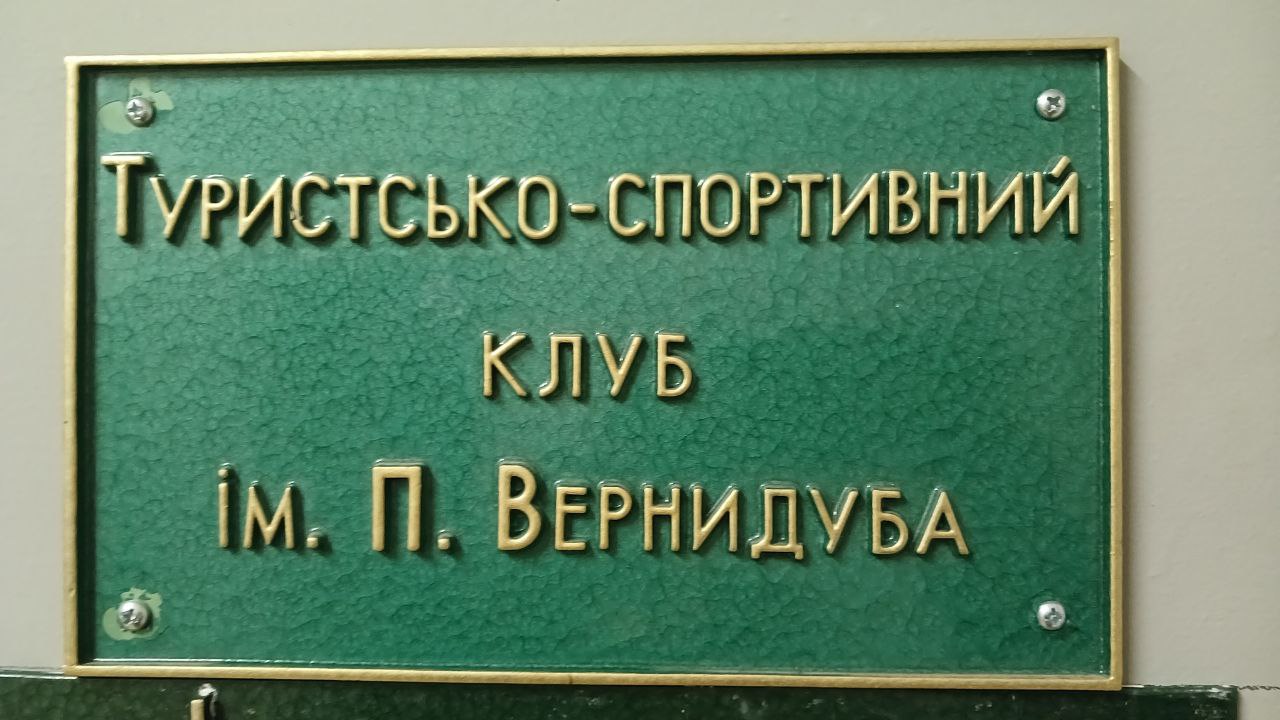 Туристсько-спортивний
клуб
ім. П. Вернидуба